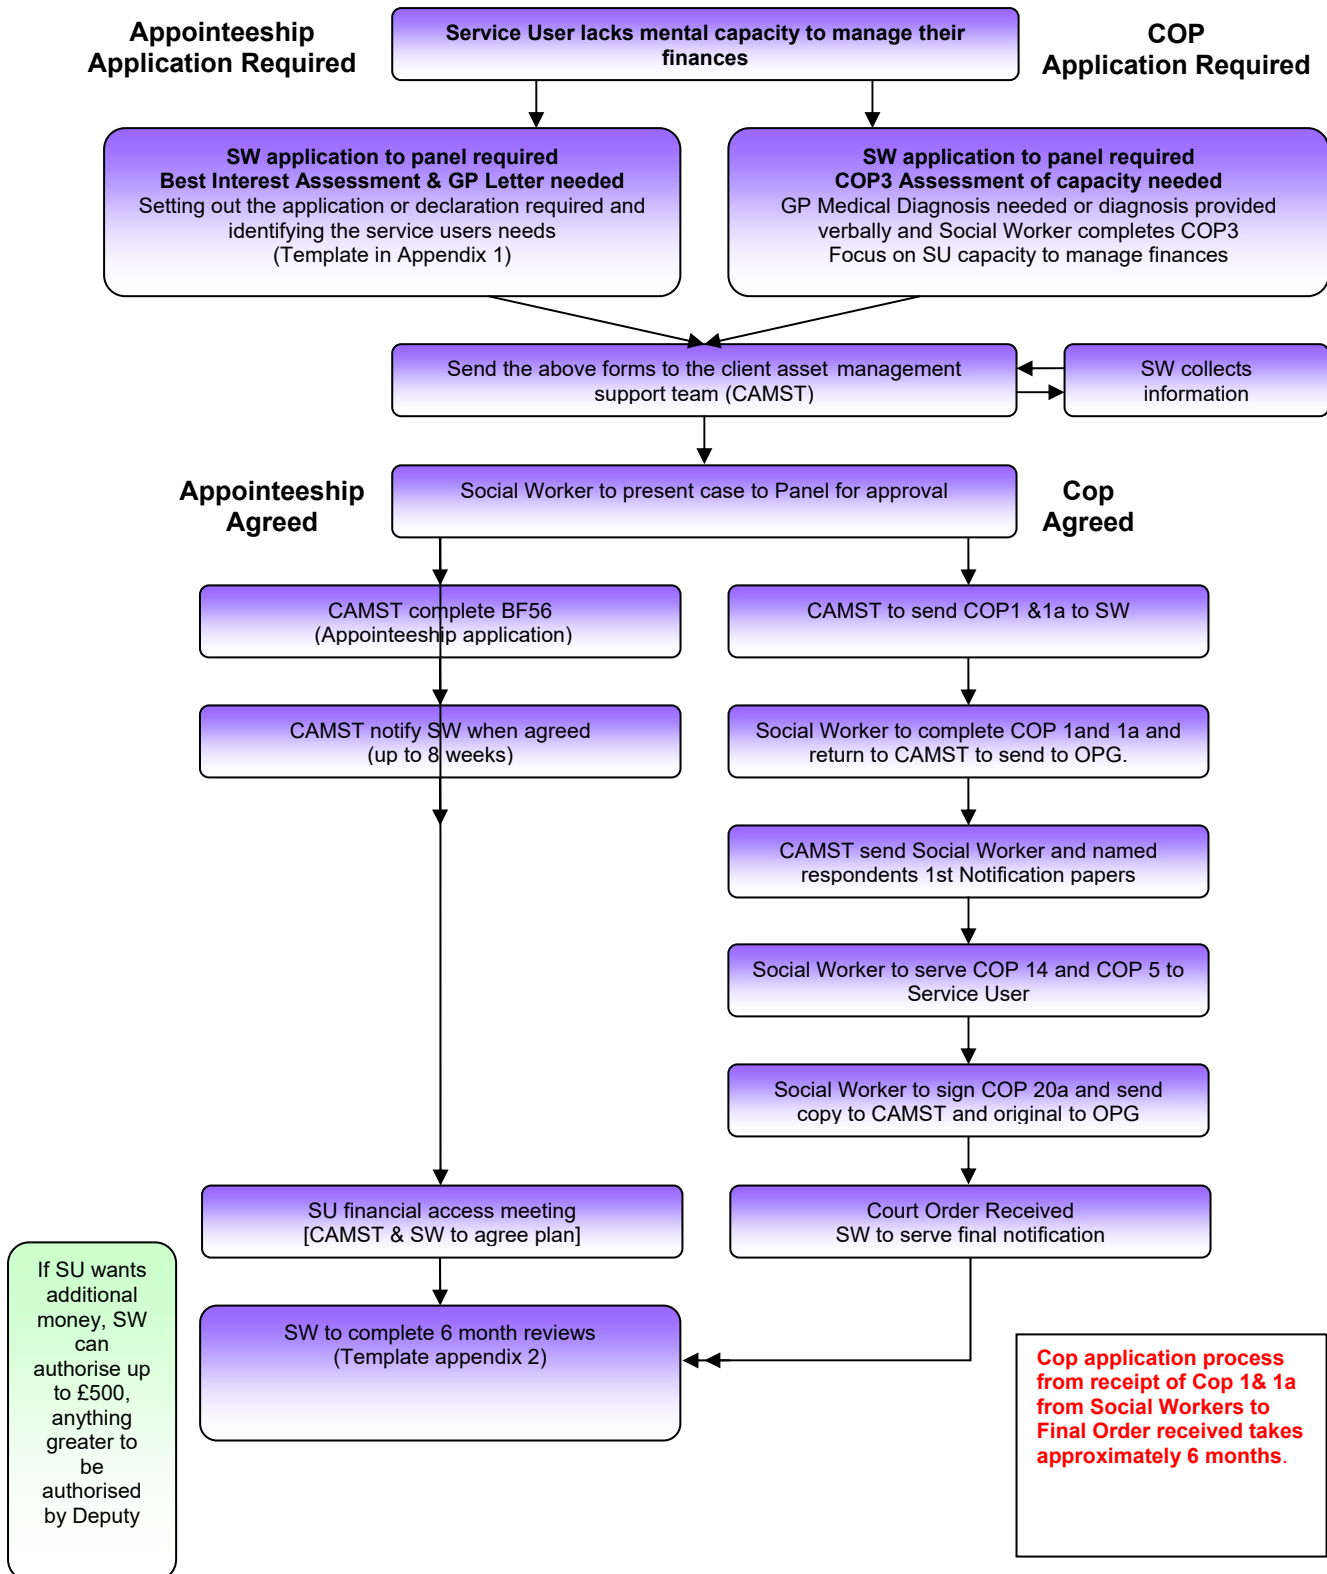 Appointeeship
Application Required
Service User lacks mental capacity to manage their
finances
COP
Application Required
SW application to panel required
Best Interest Assessment & GP Letter needed
Setting out the application or declaration required and
identifying the service users needs
(Template in Appendix 1)
SW application to panel required
COP3 Assessment of capacity needed
GP Medical Diagnosis needed or diagnosis provided
verbally and Social Worker completes COP3
Focus on SU capacity to manage finances
Send the above forms to the client asset management
support team (CAMST)
SW collects
information
Appointeeship
Agreed
Social Worker to present case to Panel for approval
Cop
Agreed
CAMST complete BF56
(Appointeeship application)
CAMST to send COP1 &1a to SW
CAMST notify SW when agreed
(up to 8 weeks)
Social Worker to complete COP 1and 1a and
return to CAMST to send to OPG.
CAMST send Social Worker and named
respondents 1st Notification papers
Social Worker to serve COP 14 and COP 5 to
Service User
Social Worker to sign COP 20a and send
copy to CAMST and original to OPG
SU financial access meeting
[CAMST & SW to agree plan]
Court Order Received
SW to serve final notification
If SU wants
additional
money, SW
can
authorise up
to £500,
anything
greater to
be
authorised
by Deputy
SW to complete 6 month reviews
(Template appendix 2)
Cop application process
from receipt of Cop 1& 1a
from Social Workers to
Final Order received takes
approximately 6 months.